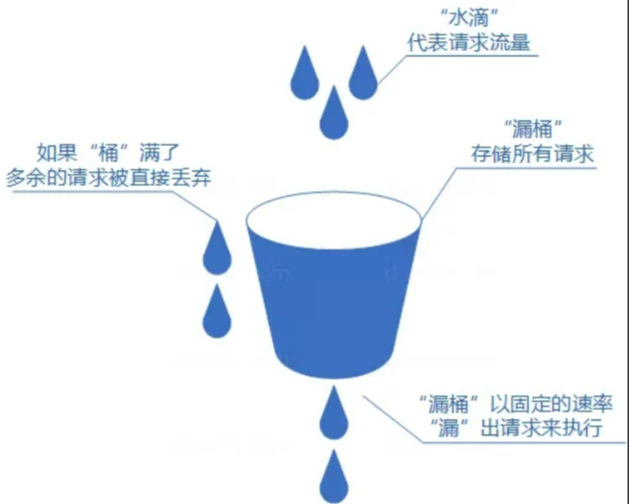 “水滴”
代表请求流量
“漏桶”
存储所有请求
如果“桶”满了
多余的请求被直接丢弃
“漏桶”以固定的速率
“漏”出请求来执行